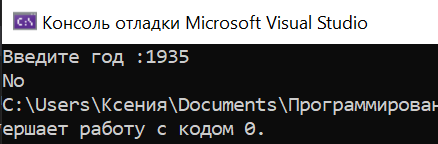 Консоль отладки Microsoft Visual Studio
Введите год :1935
No
C:\Users\Ксения\Documents\Программирован
ершает работу с кодом 0.